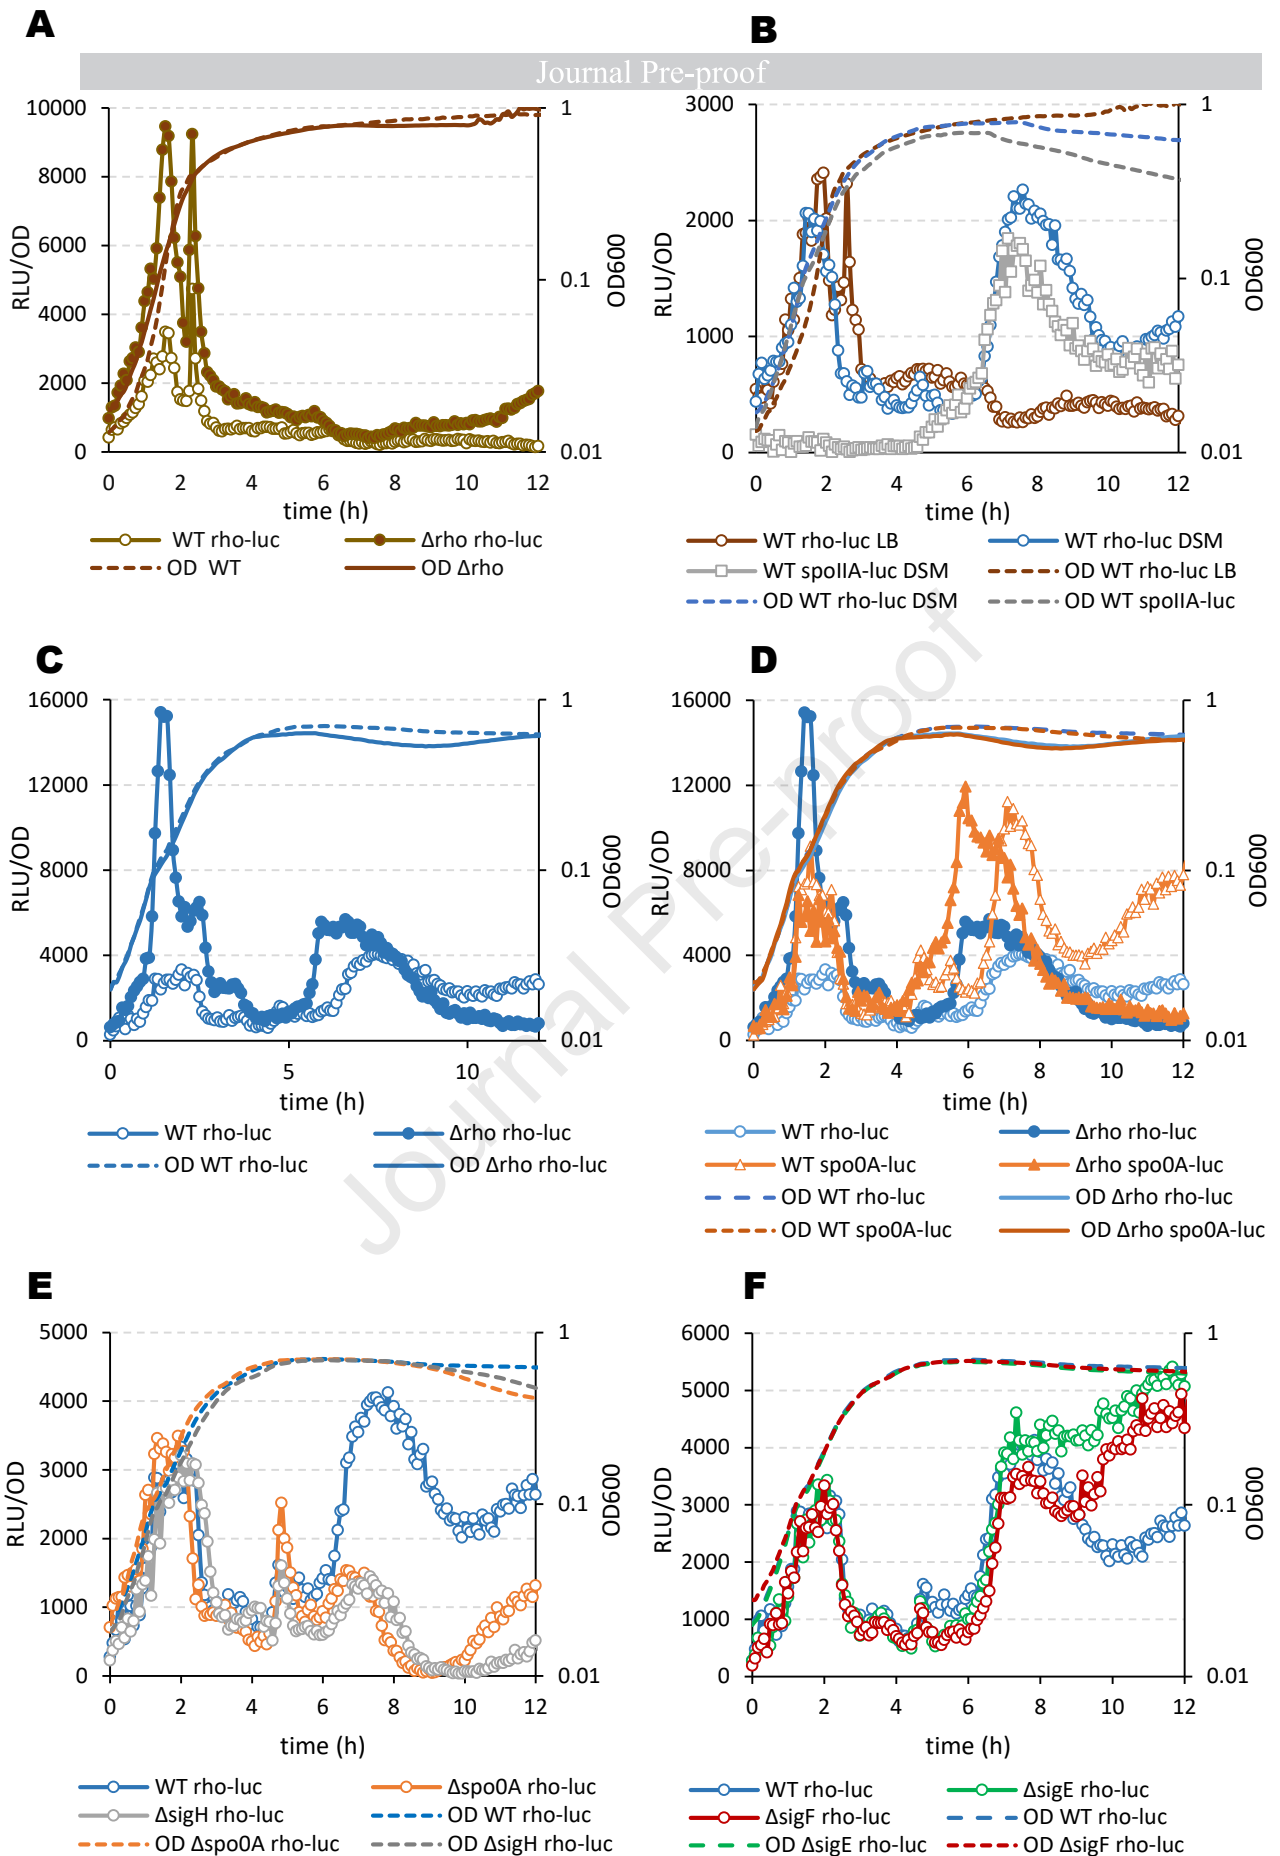 A
B
Journal Pre-proof
10000
8000
6000
4000
2000
0
RLU/OD
1
0.1
0.01
OD600
0 2 4 6 8 10 12
time (h)
WT rho-luc
Δrho rho-luc
OD WT
OD Δrho
3000
2000
1000
0
RLU/OD
1
0.1
0.01
OD600
0 2 4 6 8 10 12
time (h)
WT rho-luc LB
WT rho-luc DSM
WT spoIIA-luc DSM
OD WT rho-luc LB
OD WT rho-luc DSM
OD WT spoIIA-luc
C
D
16000
12000
8000
4000
0
RLU/OD
1
0.1
0.01
OD600
0 5 10
time (h)
WT rho-luc
Δrho rho-luc
OD WT rho-luc
OD Δrho rho-luc
16000
12000
8000
4000
0
RLU/OD
1
0.1
0.01
OD600
0 2 4 6 8 10 12
time (h)
WT rho-luc
Δrho rho-luc
WT spo0A-luc
Δrho spo0A-luc
OD WT rho-luc
OD Δrho rho-luc
OD WT spo0A-luc
OD Δrho spo0A-luc
Journal Pre-proof
E
F
5000
4000
3000
2000
1000
0
RLU/OD
1
0.1
0.01
OD600
0 2 4 6 8 10 12
time (h)
WT rho-luc
Δspo0A rho-luc
ΔsigH rho-luc
OD WT rho-luc
OD Δspo0A rho-luc
OD ΔsigH rho-luc
6000
5000
4000
3000
2000
1000
0
RLU/OD
1
0.1
0.01
OD600
0 2 4 6 8 10 12
time (h)
WT rho-luc
ΔsigE rho-luc
ΔsigF rho-luc
OD WT rho-luc
OD ΔsigE rho-luc
OD ΔsigF rho-luc